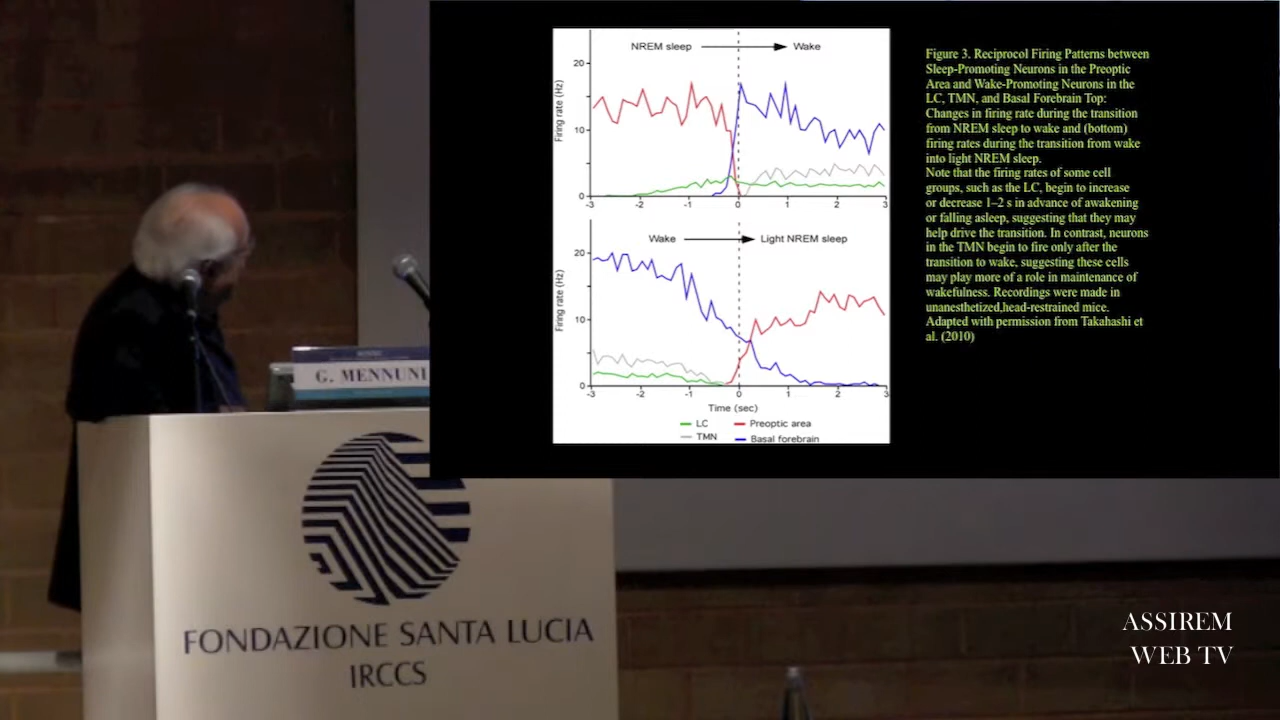 NREM sleep
Wake
Firing rate (Hz)
20
10
0
-3
-2
-1
0
1
2
3
Wake
Light NREM sleep
Firing rate (Hz)
20
10
0
-3
-2
-1
0
1
2
3
Time (sec)
LC
Preoptic area
TMN
Basal forebrain
Figure 3. Reciprocol Firing Patterns between
Sleep-Promoting Neurons in the Preoptic
Area and Wake-Promoting Neurons in the
LC, TMN, and Basal Forebrain Top:
Changes in firing rate during the transition
from NREM sleep to wake and (bottom)
firing rates during the transition from wake
into light NREM sleep.
Note that the firing rates of some cell
groups, such as the LC, begin to increase
or decrease 1–2 s in advance of awakening
or falling asleep, suggesting that they may
help drive the transition. In contrast, neurons
in the TMN begin to fire only after the
transition to wake, suggesting these cells
may play more of a role in maintenance of
wakefulness. Recordings were made in
unanesthetized,head-restrained mice.
Adapted with permission from Takahashi et
al. (2010)
G. MENNUNI
FONDAZIONE SANTA LUCIA
IRCCS
ASSIREM
WEB TV